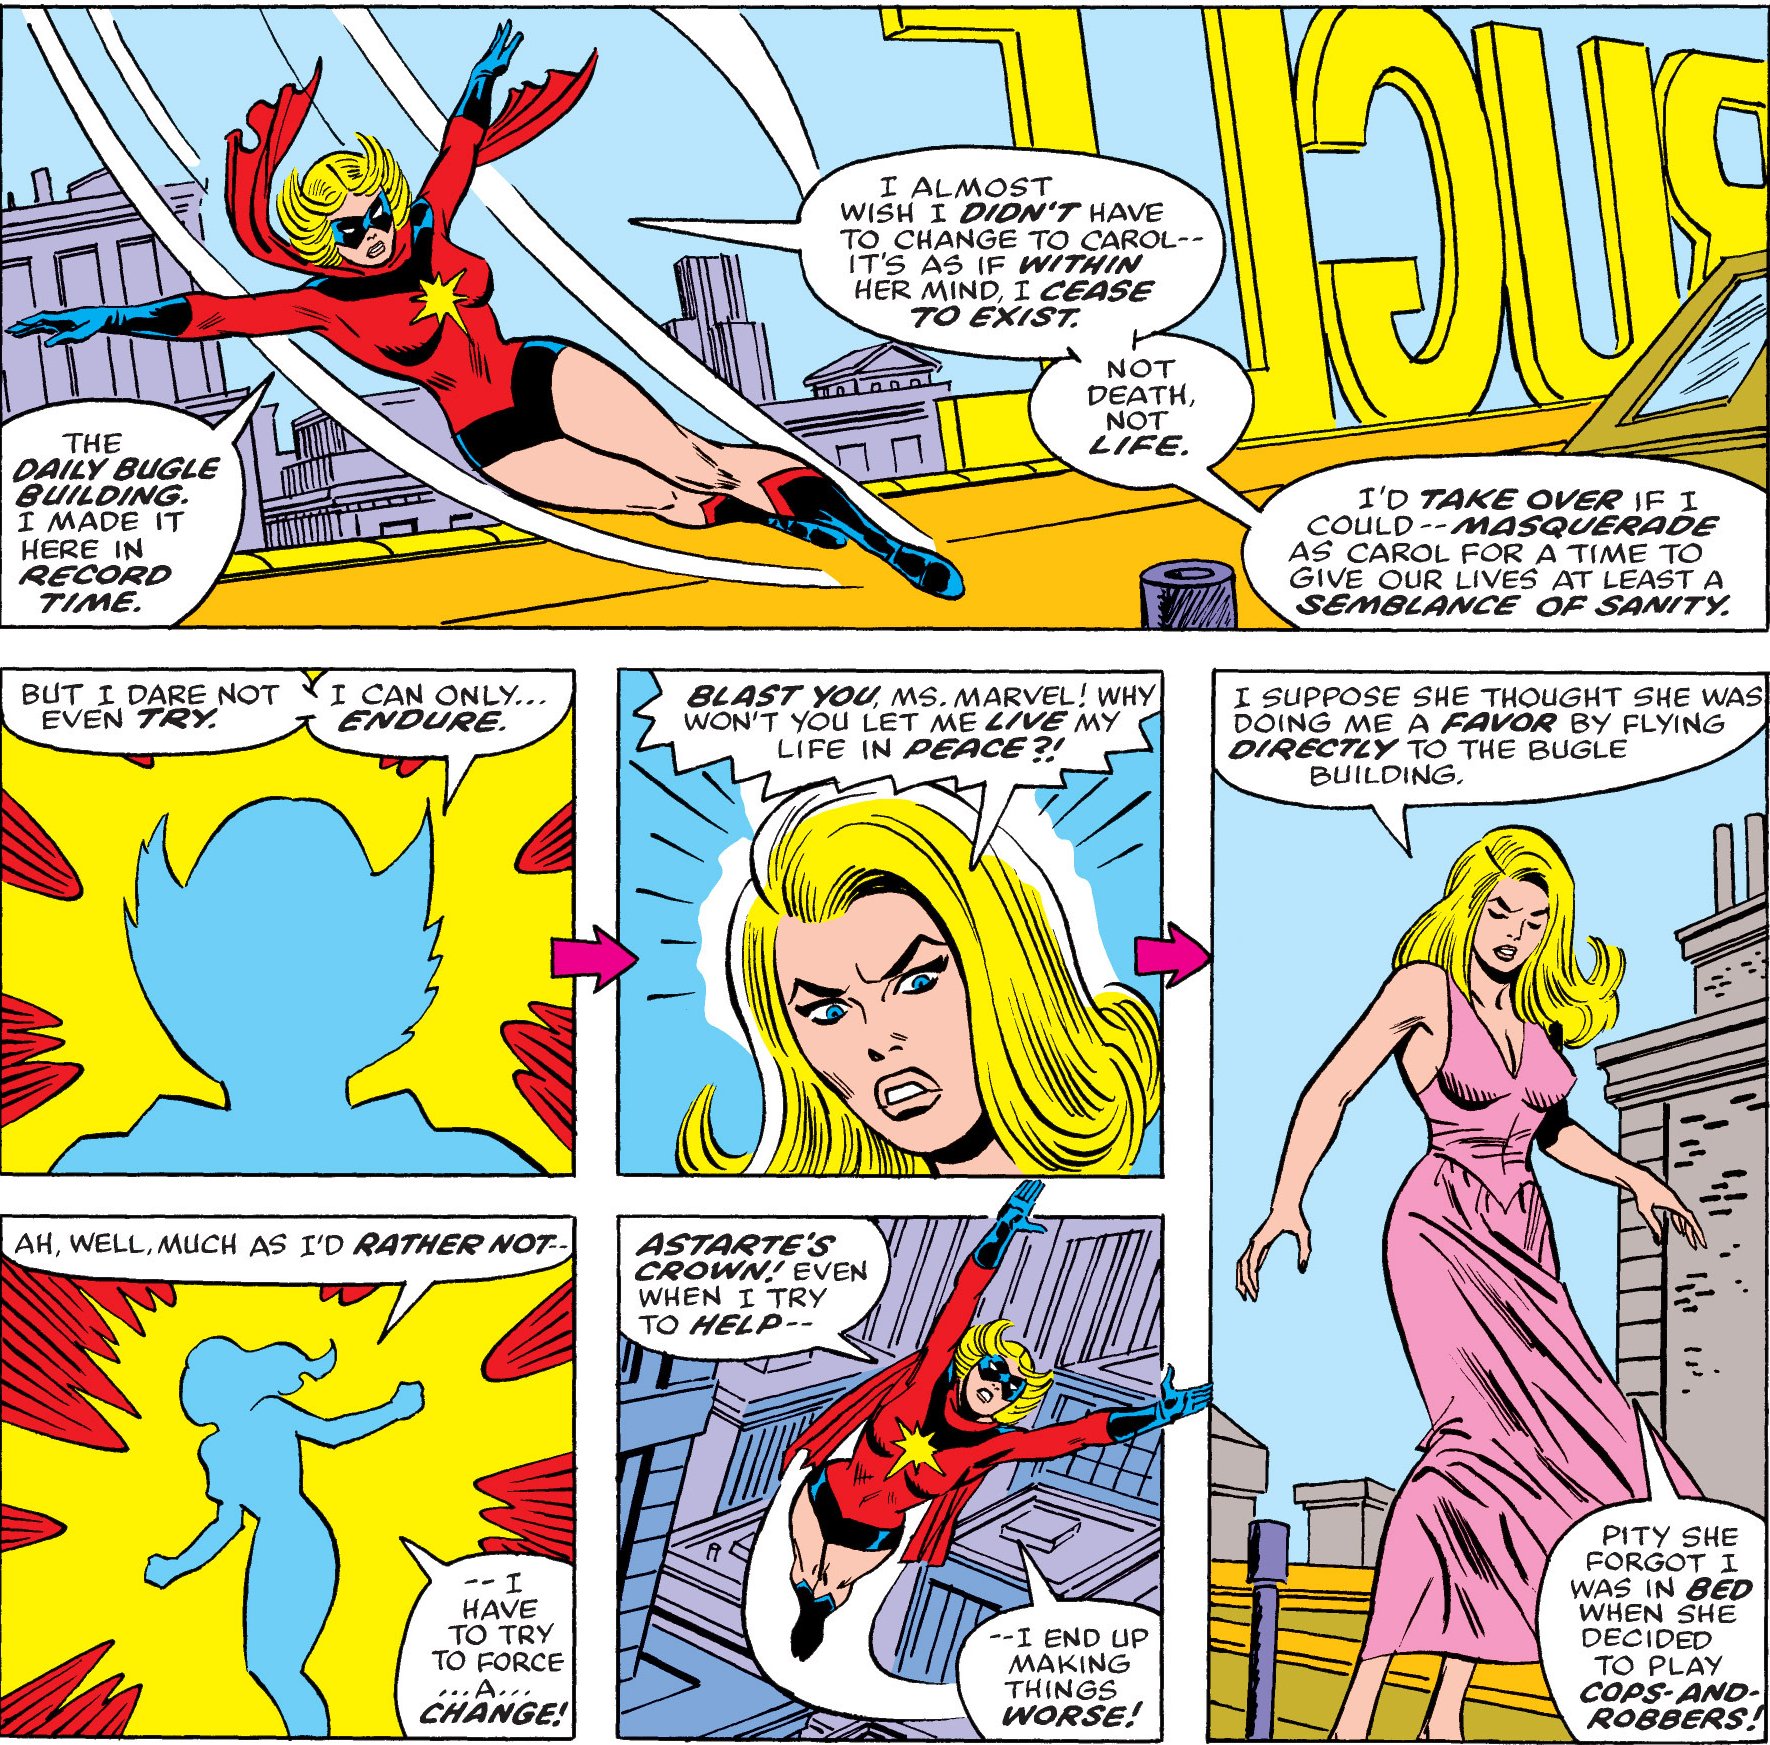 THE
DAILY BUGLE
BUILDING.
I MADE IT
HERE IN
RECORD
TIME.
I ALMOST
WISH I DIDN'T HAVE
TO CHANGE TO CAROL--
IT'S AS IF WITHIN
HER MIND, I CEASE
TO EXIST.
NOT
DEATH,
NOT
LIFE.
I'D TAKE OVER IF I
COULD -- MASQUERADE
AS CAROL FOR A TIME TO
GIVE OUR LIVES AT LEAST A
SEMBLANCE OF SANITY.
BUT I DARE NOT
EVEN TRY.
I CAN ONLY...
ENDURE.
BLAST YOU, MS. MARVEL! WHY
WON'T YOU LET ME LIVE MY
LIFE IN PEACE?!
I SUPPOSE SHE THOUGHT SHE WAS
DOING ME A FAVOR BY FLYING
DIRECTLY TO THE BUGLE
BUILDING.
PITY SHE
FORGOT I
WAS IN BED
WHEN SHE
DECIDED
TO PLAY
COPS-AND-
ROBBERS!
AH, WELL, MUCH AS I'D RATHER NOT--
-- I
HAVE
TO TRY
TO FORCE
...A...
CHANGE!
ASTARTE'S
CROWN! EVEN
WHEN I TRY
TO HELP--
--I END UP
MAKING
THINGS
WORSE!